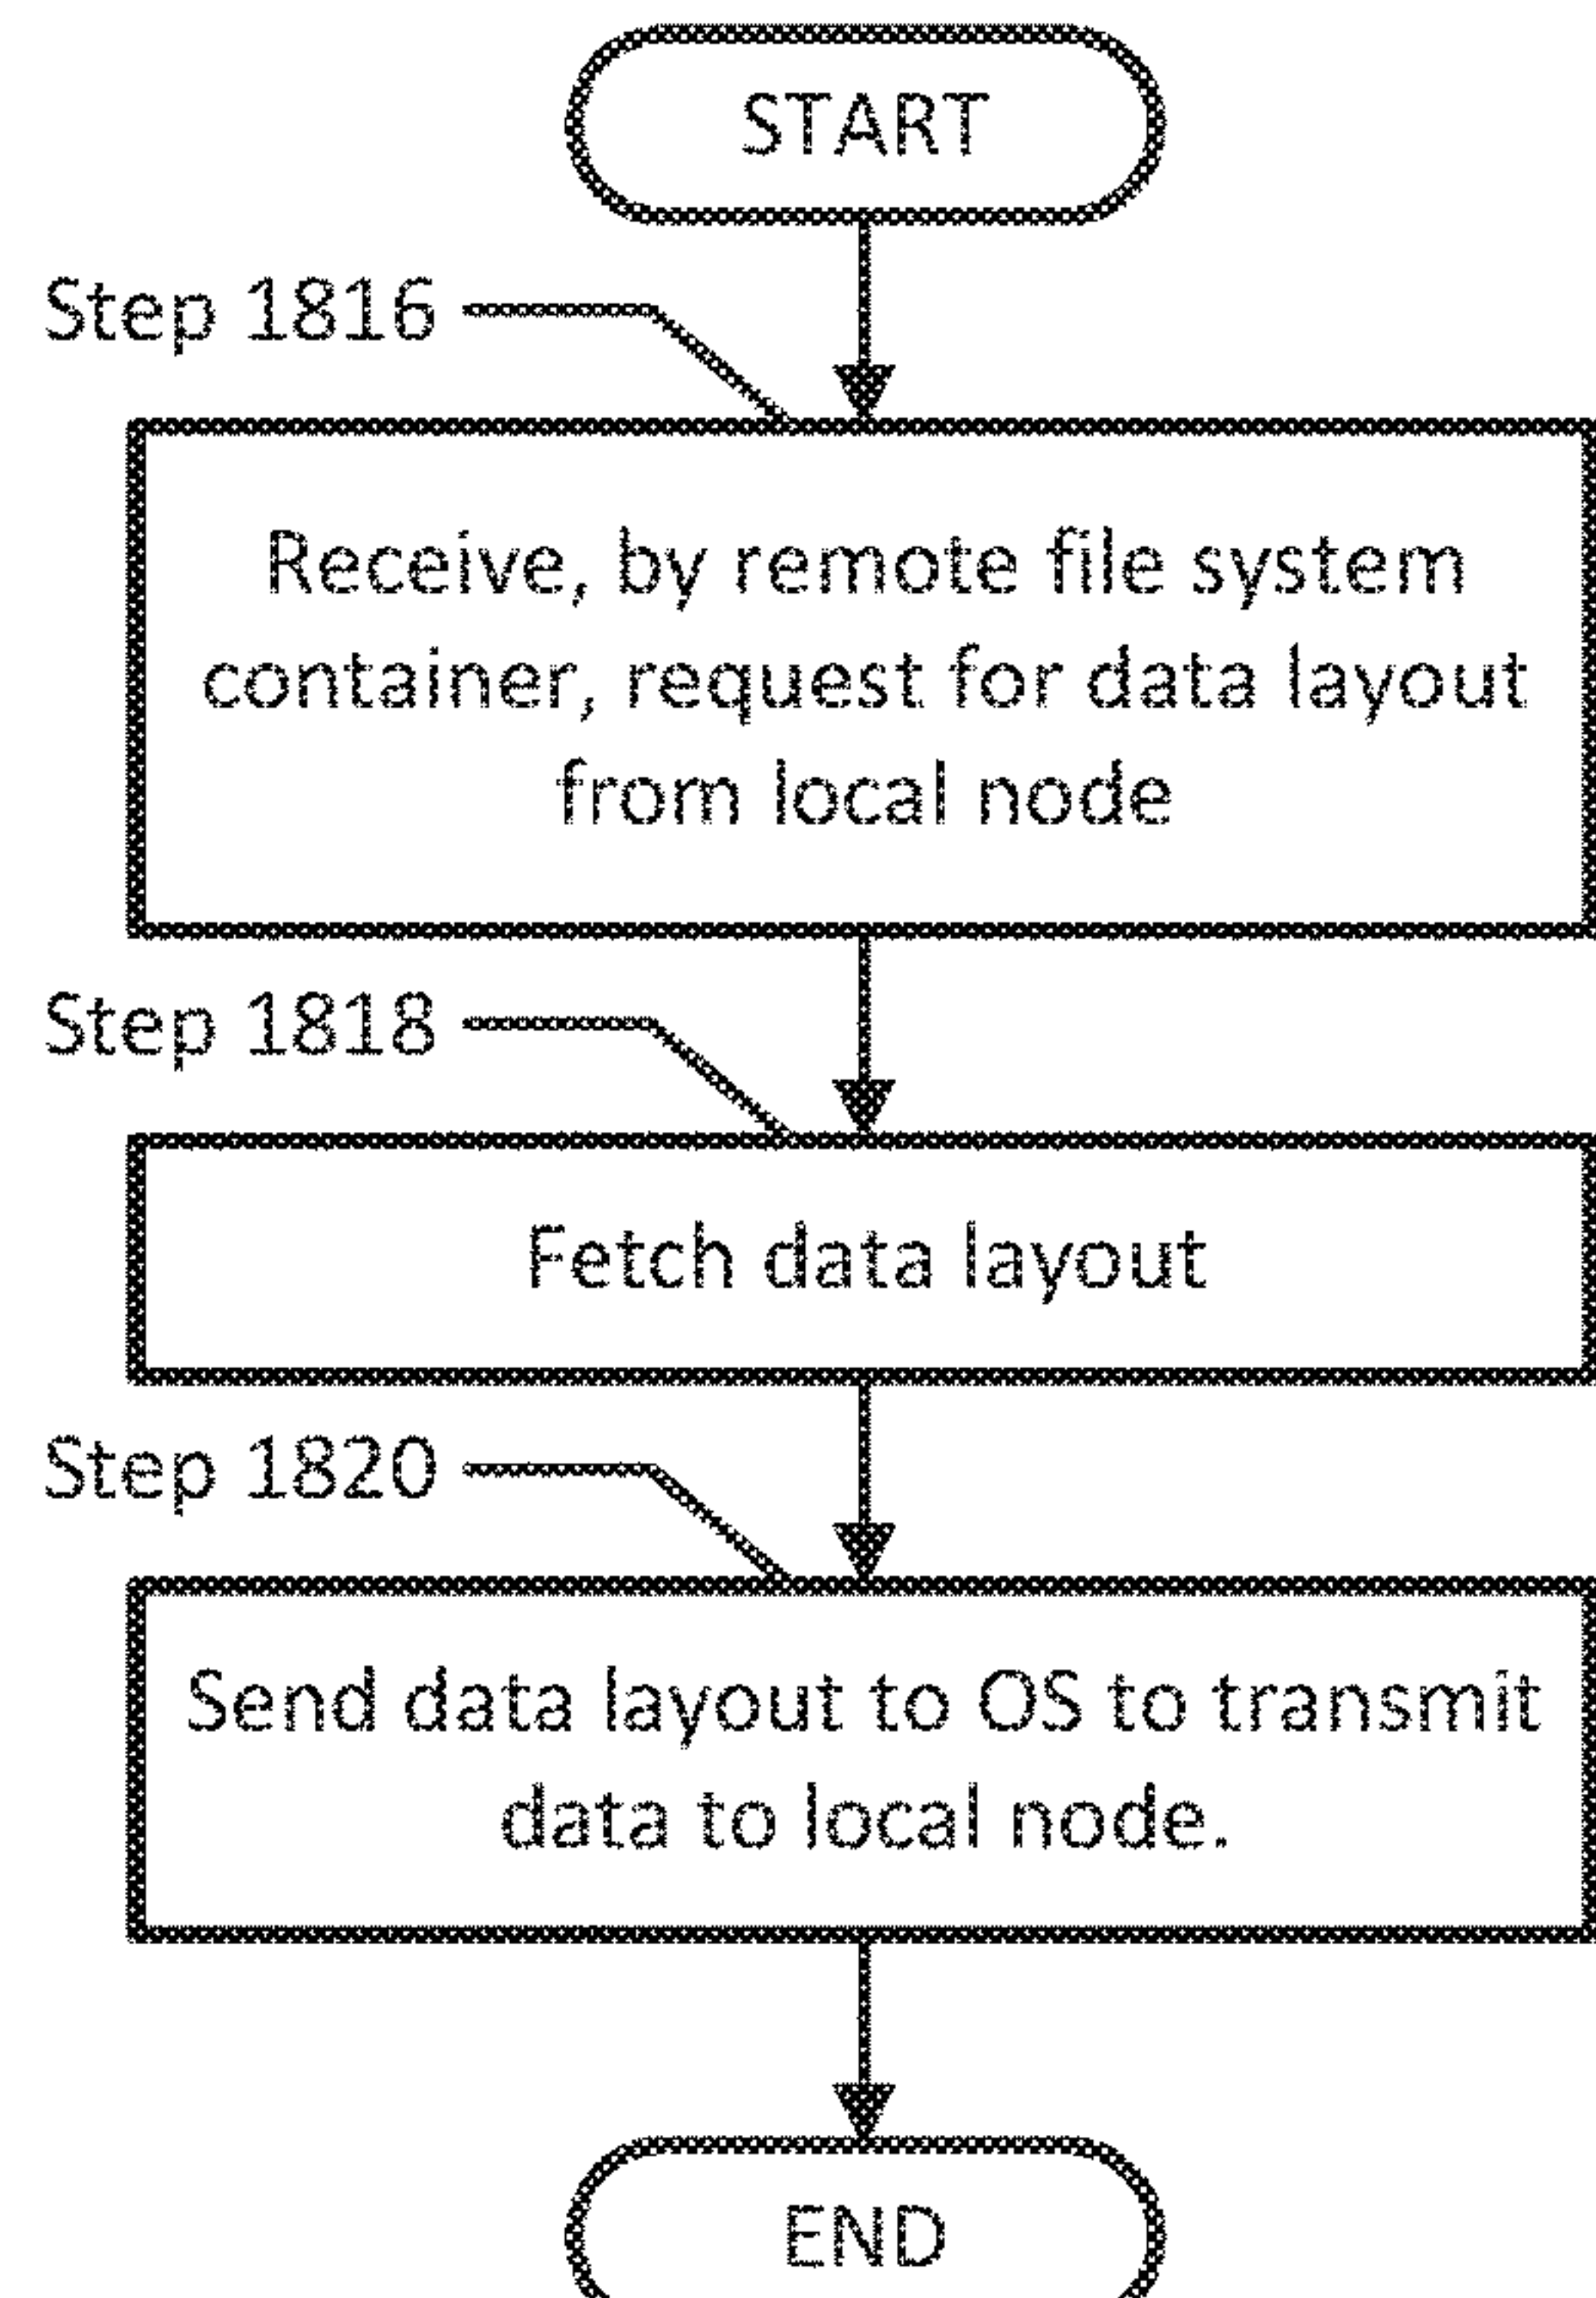 START
Step 1816
Receive, by remote file system
container, request for data layout
from local node
Step 1818
Fetch data layout
Step 1820
Send data layout to OS to transmit
data to local node.
END